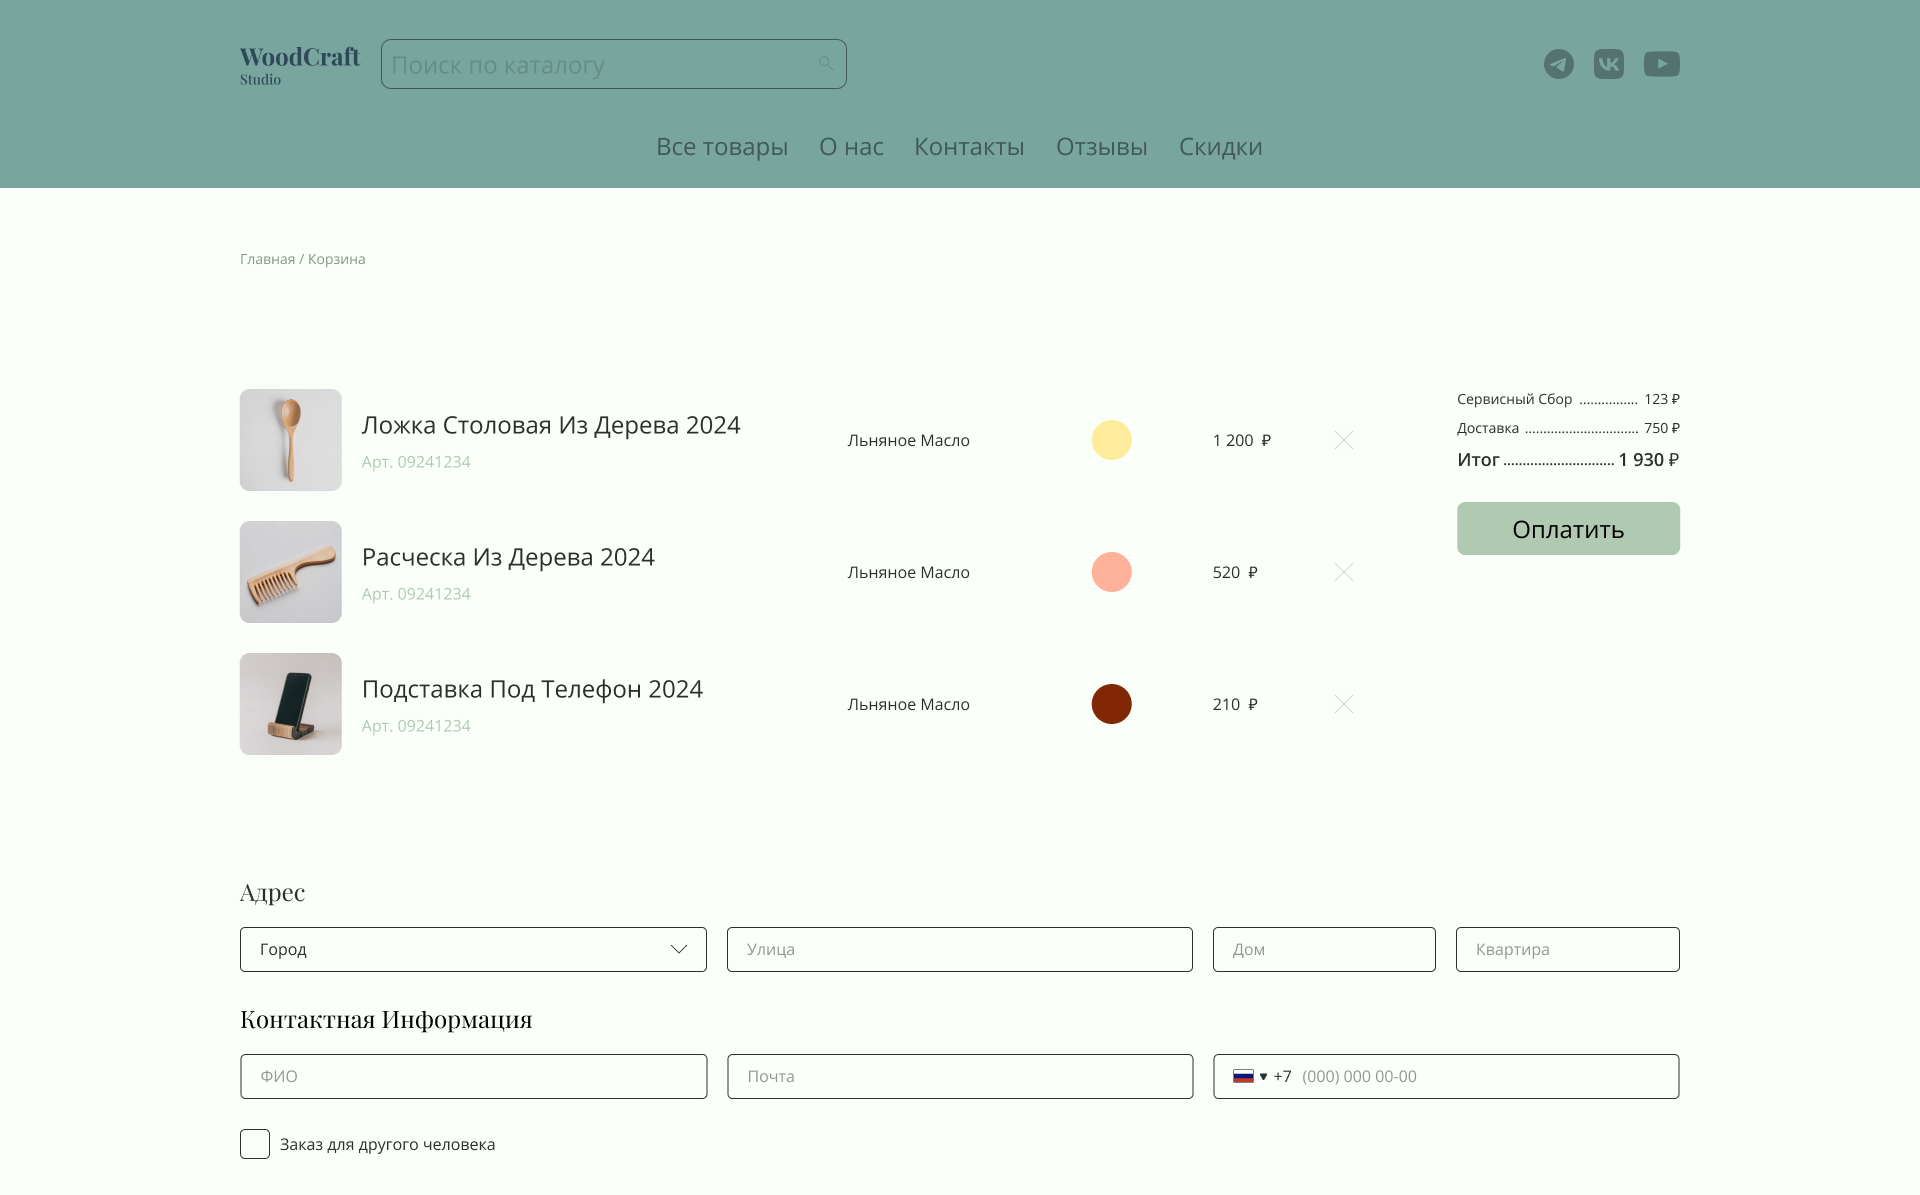 WoodCraft
Studio
Поиск по каталогу
Все товары О нас Контакты Отзывы Скидки
Главная / Корзина
Ложка Столовая Из Дерева 2024
Арт. 09241234
Льняное Масло
1 200 ₽
Расческа Из Дерева 2024
Арт. 09241234
Льняное Масло
520 ₽
Подставка Под Телефон 2024
Арт. 09241234
Льняное Масло
210 ₽
Сервисный Сбор ................ 123 ₽
Доставка ............................... 750 ₽
Итог ............................ 1 930 ₽
Оплатить
Адрес
Город
Улица
Дом
Квартира
Контактная Информация
ФИО
Почта
+7 (000) 000 00-00
Заказ для другого человека